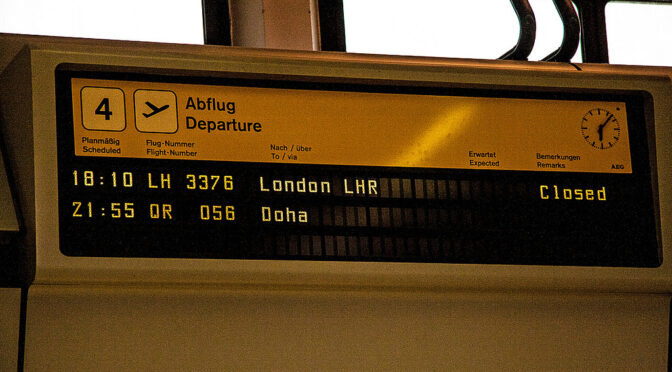 4 Abflug
Departure
Planmäßig Flug-Nummer Nach / über Erwartet Bemerkungen
Scheduled Flight-Number To / via Expected Remarks
AEG
18:10 LH 3376 London LHR Closed
21:55 QR 056 Doha